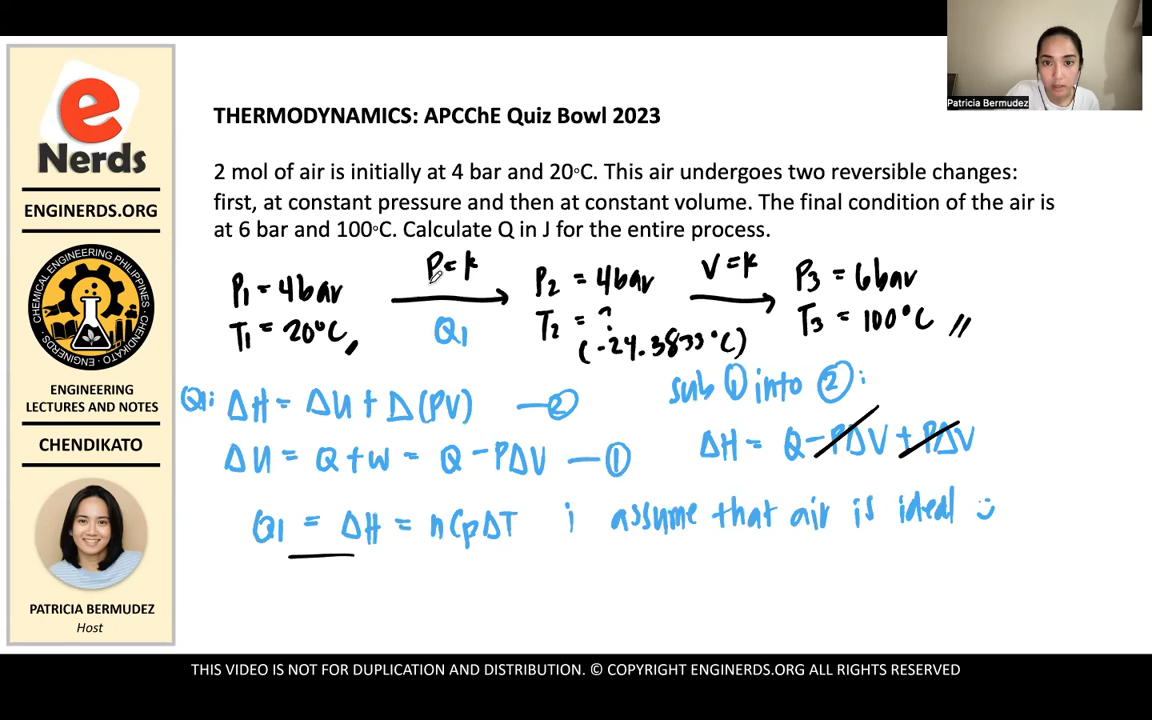 Patricia Bermudez
e
Nerds
ENGINERDS.ORG
CHEMICAL ENGINEERING PHILIPPINES
CHENDIKATO · ENGINERDS
ENGINEERING
LECTURES AND NOTES
CHENDIKATO
PATRICIA BERMUDEZ
Host
THERMODYNAMICS: APCChE Quiz Bowl 2023
2 mol of air is initially at 4 bar and 20◦C. This air undergoes two reversible changes:
first, at constant pressure and then at constant volume. The final condition of the air is
at 6 bar and 100◦C. Calculate Q in J for the entire process.
P1 = 4bar
T1 = 20°C,
P = k
Q1
P2 = 4bar
T2 = ?
(-24.3833°C)
V = k
P3 = 6bar
T3 = 100°C //
Q1: ΔH = ΔU + Δ(PV) —②
ΔU = Q + W = Q - PΔV —①
sub ① into ②:
ΔH = Q - PΔV + PΔV
Q1 = ΔH = nCpΔT ; assume that air is ideal :)
THIS VIDEO IS NOT FOR DUPLICATION AND DISTRIBUTION. © COPYRIGHT ENGINERDS.ORG ALL RIGHTS RESERVED